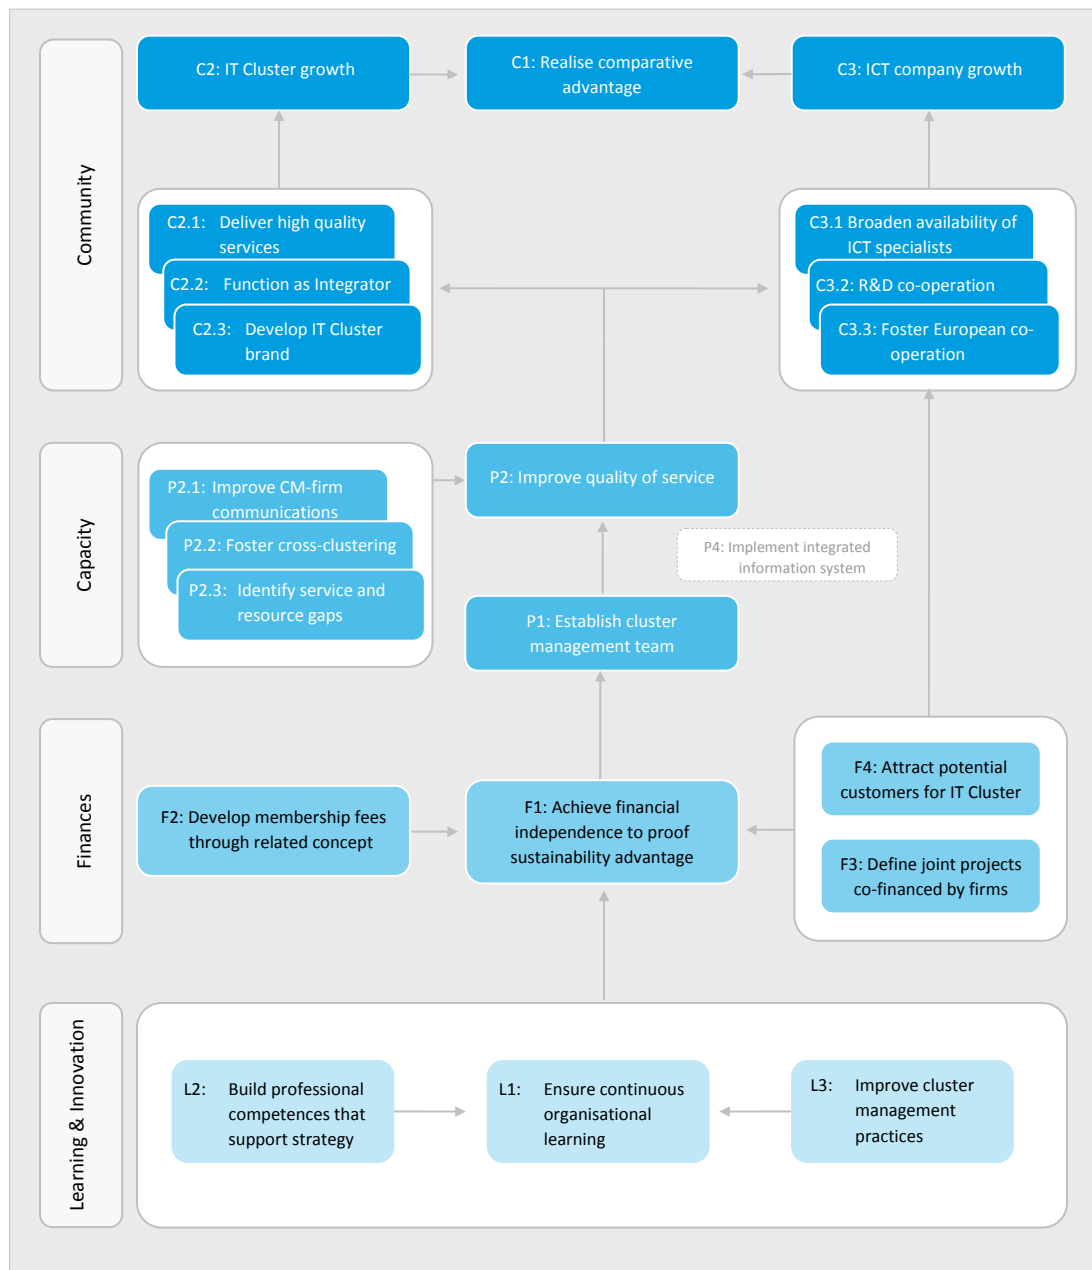 Community
C2: IT Cluster growth
C1: Realise comparative
advantage
C3: ICT company growth
C2.1: Deliver high quality
services
C2.2: Function as Integrator
C2.3: Develop IT Cluster
brand
C3.1 Broaden availability of
ICT specialists
C3.2: R&D co-operation
C3.3: Foster European co-
operation
Capacity
P2.1: Improve CM-firm
communications
P2.2: Foster cross-clustering
P2.3: Identify service and
resource gaps
P2: Improve quality of service
P4: Implement integrated
information system
P1: Establish cluster
management team
Finances
F2: Develop membership fees
through related concept
F1: Achieve financial
independence to proof
sustainability advantage
F4: Attract potential
customers for IT Cluster
F3: Define joint projects
co-financed by firms
Learning & Innovation
L2: Build professional
competences that
support strategy
L1: Ensure continuous
organisational
learning
L3: Improve cluster
management
practices